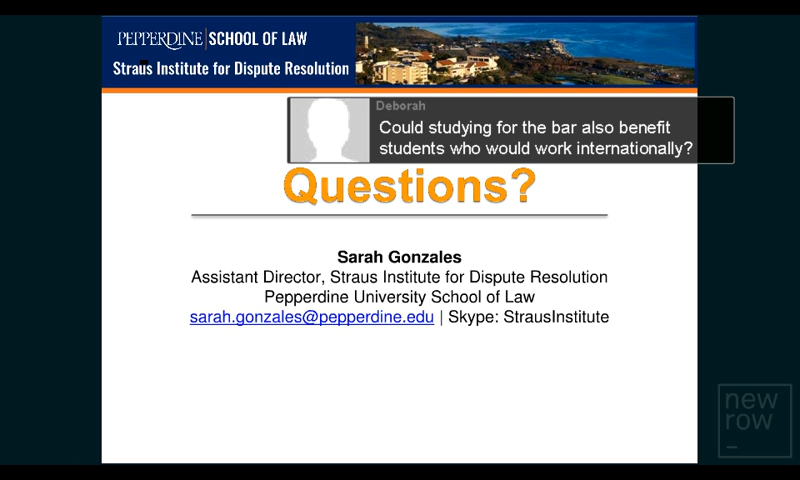 PEPPERDINE | SCHOOL OF LAW
Straus Institute for Dispute Resolution
Deborah
Could studying for the bar also benefit
students who would work internationally?
Questions?
Sarah Gonzales
Assistant Director, Straus Institute for Dispute Resolution
Pepperdine University School of Law
sarah.gonzales@pepperdine.edu | Skype: StrausInstitute
new
row